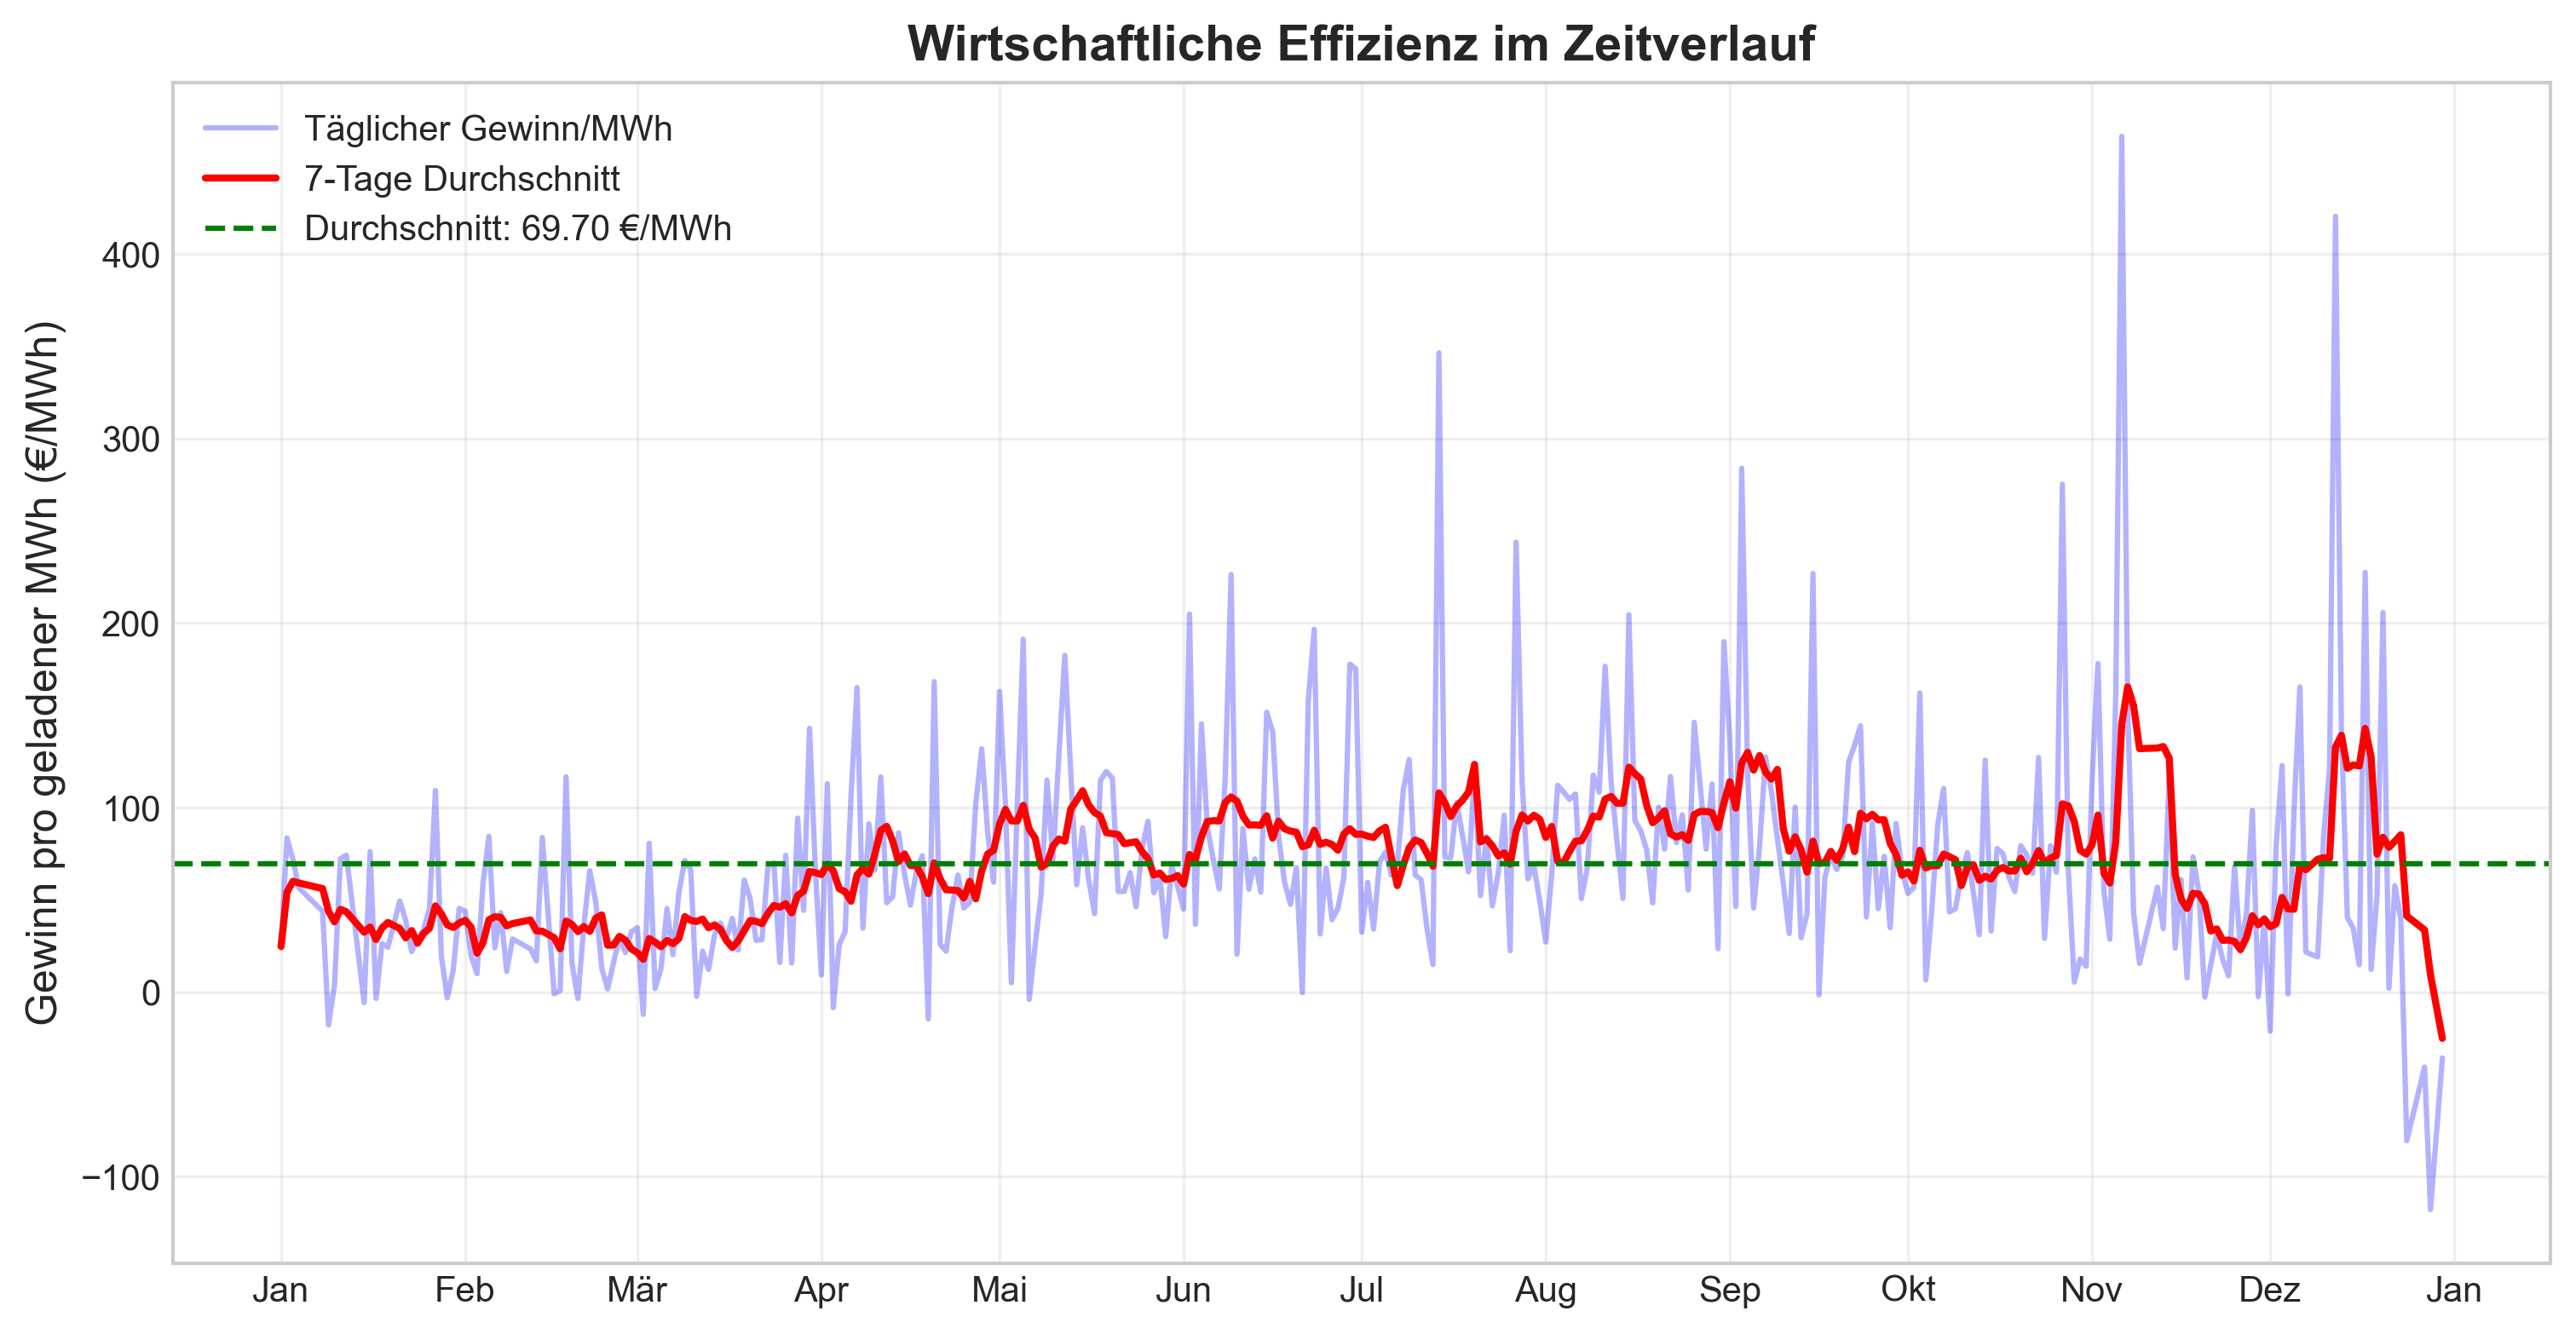 Wirtschaftliche Effizienz im Zeitverlauf
Täglicher Gewinn/MWh
7-Tage Durchschnitt
Durchschnitt: 69.70 €/MWh
Gewinn pro geladener MWh (€/MWh)
400
300
200
100
0
−100
Jan Feb Mär Apr Mai Jun Jul Aug Sep Okt Nov Dez Jan